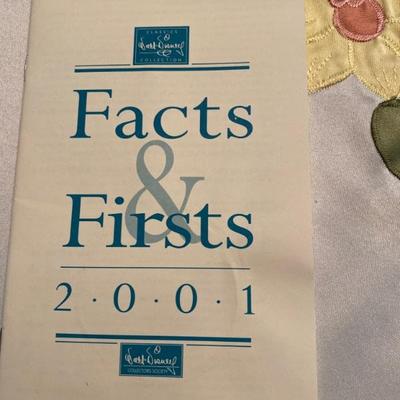 CLASSICS
Walt Disney
COLLECTION
Facts
&
Firsts
2·0·0·1
Walt Disney
COLLECTORS SOCIETY